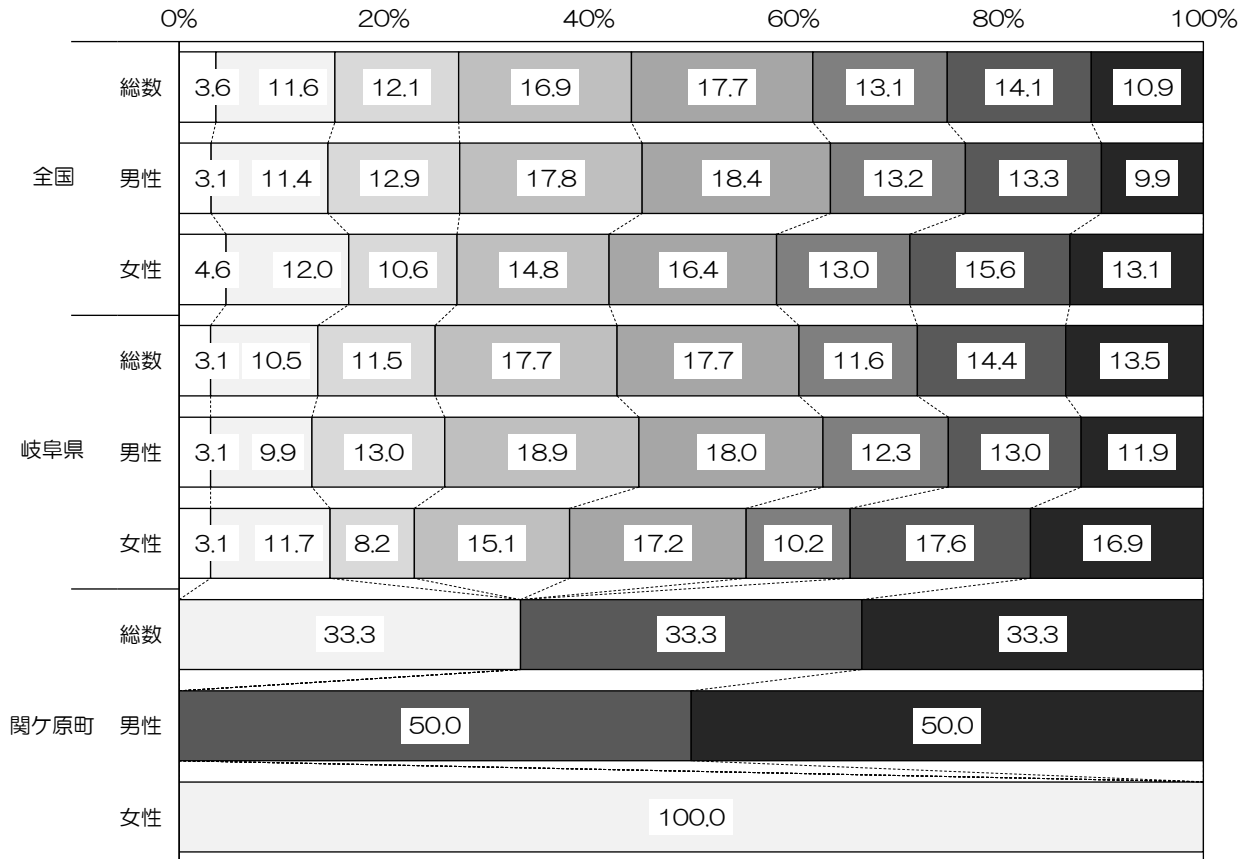 0% 20% 40% 60% 80% 100%
総数 3.6 11.6 12.1 16.9 17.7 13.1 14.1 10.9
全国 男性 3.1 11.4 12.9 17.8 18.4 13.2 13.3 9.9
女性 4.6 12.0 10.6 14.8 16.4 13.0 15.6 13.1
総数 3.1 10.5 11.5 17.7 17.7 11.6 14.4 13.5
岐阜県 男性 3.1 9.9 13.0 18.9 18.0 12.3 13.0 11.9
女性 3.1 11.7 8.2 15.1 17.2 10.2 17.6 16.9
総数 33.3 33.3 33.3
関ケ原町 男性 50.0 50.0
女性 100.0